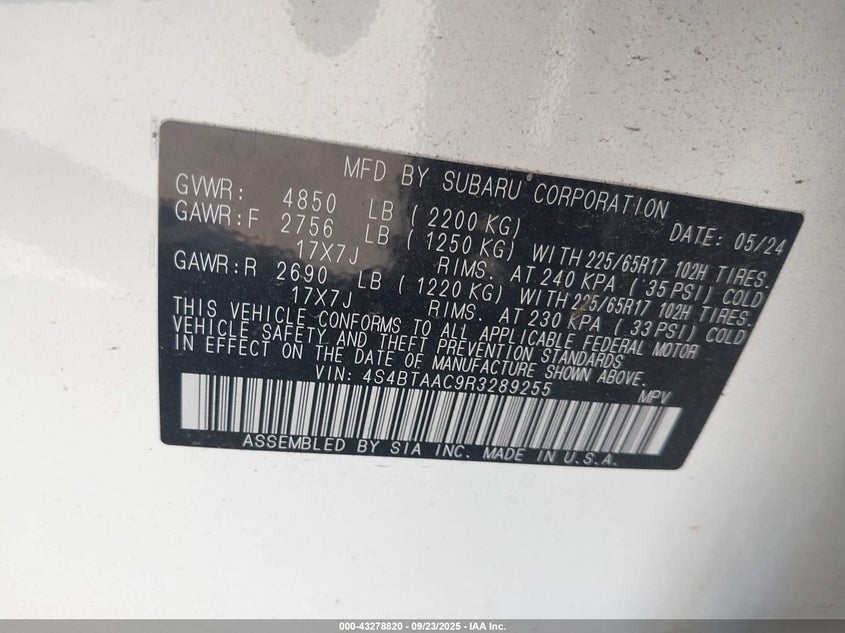 MFD BY SUBARU CORPORATION DATE: 05/24
GVWR: 4850 LB (2200 KG)
GAWR:F 2756 LB (1250 KG) WITH 225/65R17 102H TIRES.
17X7J RIMS. AT 240 KPA (35 PSI) COLD
GAWR:R 2690 LB (1220 KG) WITH 225/65R17 102H TIRES.
17X7J RIMS. AT 230 KPA (33 PSI) COLD
THIS VEHICLE CONFORMS TO ALL APPLICABLE FEDERAL MOTOR
VEHICLE SAFETY AND THEFT PREVENTION STANDARDS
IN EFFECT ON THE DATE OF MANUFACTURE SHOWN ABOVE.
VIN: 4S4BTAAC9R3289255 MPV
ASSEMBLED BY SIA INC. MADE IN U.S.A.
000-43278820 - 09/23/2025 - IAA Inc.